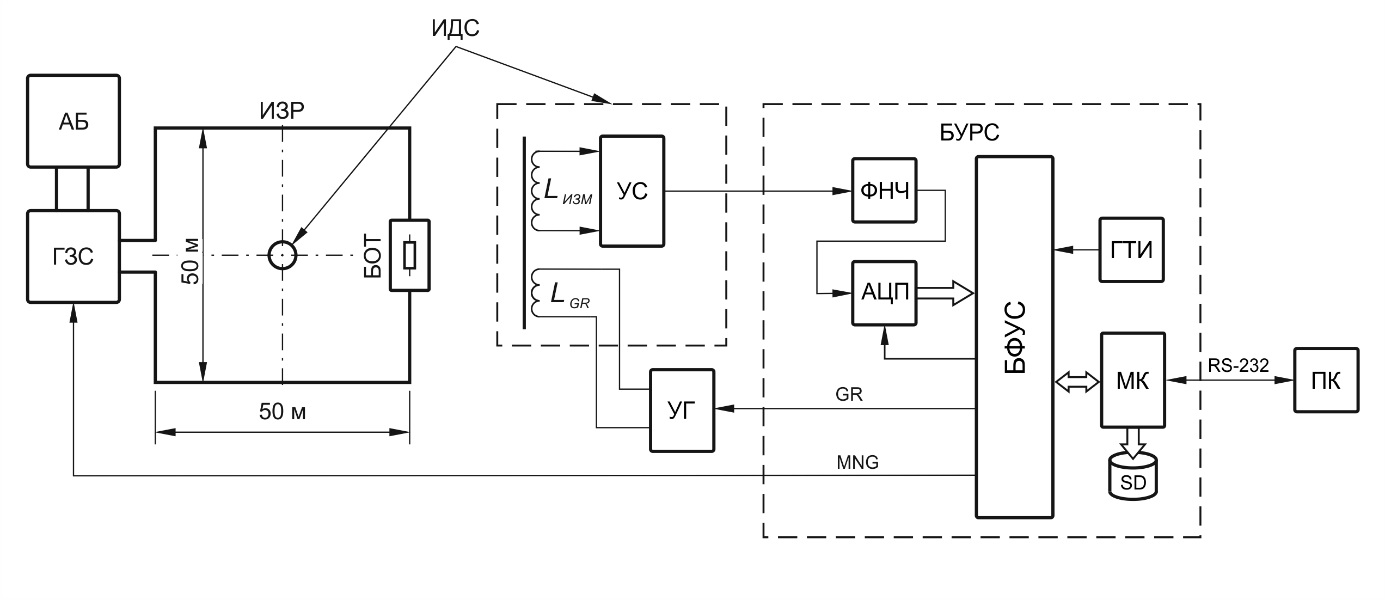 ИДС
АБ
ИЗР
БУРС
ФНЧ
L ИЗМ
УС
ГЗС
50 м
БОТ
ГТИ
АЦП
L GR
БФУС
МК
RS-232
ПК
GR
УГ
50 м
MNG
SD